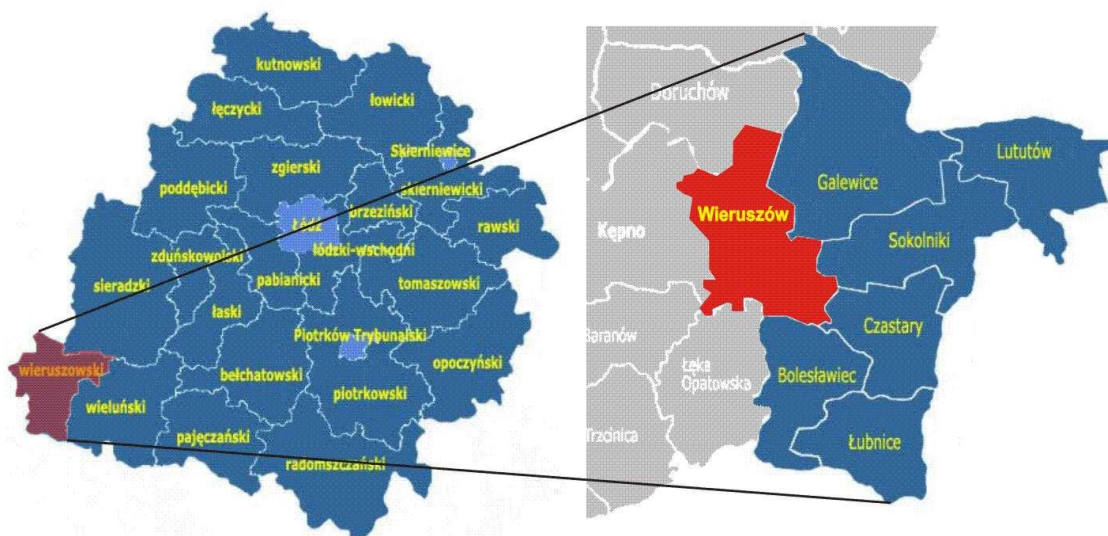 kutnowski
łęczycki
łowicki
Skierniewice
zgierski
skierniewicki
poddębicki
brzeziński
Łódź
rawski
łódzki-wschodni
zduńskowolski
pabianicki
sieradzki
tomaszowski
łaski
Piotrków Trybunalski
opoczyński
wieruszowski
bełchatowski
piotrkowski
wieluński
pajęczański
radomszczański
Doruchów
Lututów
Galewice
Wieruszów
Kępno
Sokolniki
Czastary
Baranów
Łęka
Opatowska
Bolesławiec
Trzcinica
Łubnice